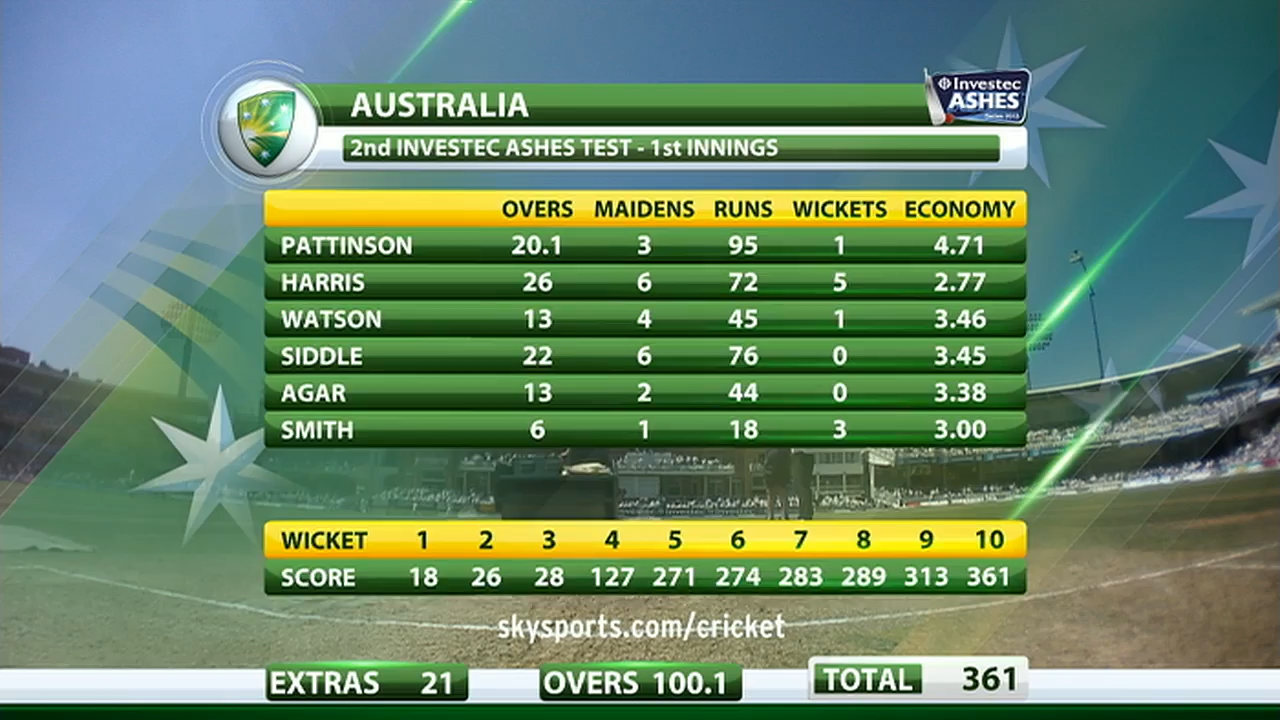 AUSTRALIA
Investec
ASHES
Series 2013
2nd INVESTEC ASHES TEST - 1st INNINGS
OVERS MAIDENS RUNS WICKETS ECONOMY
PATTINSON 20.1 3 95 1 4.71
HARRIS 26 6 72 5 2.77
WATSON 13 4 45 1 3.46
SIDDLE 22 6 76 0 3.45
AGAR 13 2 44 0 3.38
SMITH 6 1 18 3 3.00
WICKET 1 2 3 4 5 6 7 8 9 10
SCORE 18 26 28 127 271 274 283 289 313 361
skysports.com/cricket
EXTRAS 21 OVERS 100.1 TOTAL 361